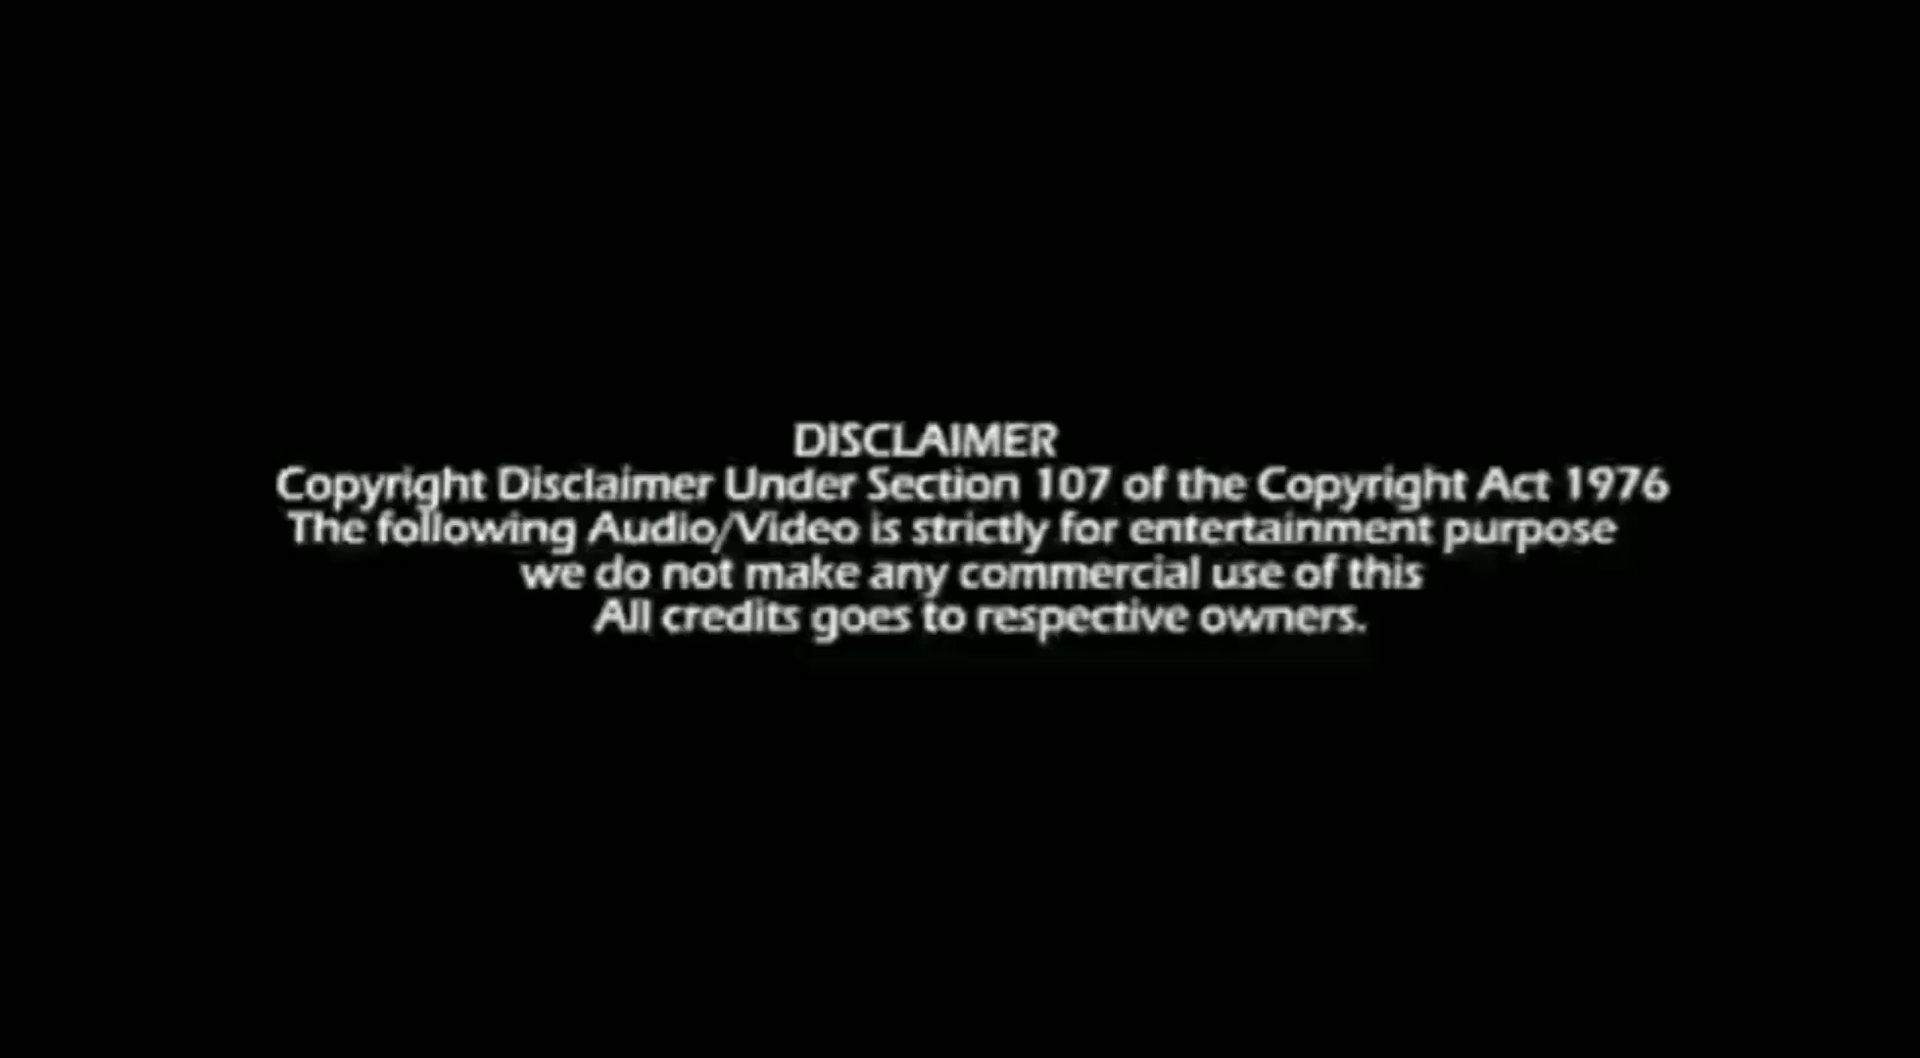 DISCLAIMER
Copyright Disclaimer Under Section 107 of the Copyright Act 1976
The following Audio/Video is strictly for entertainment purpose
we do not make any commercial use of this
All credits goes to respective owners.